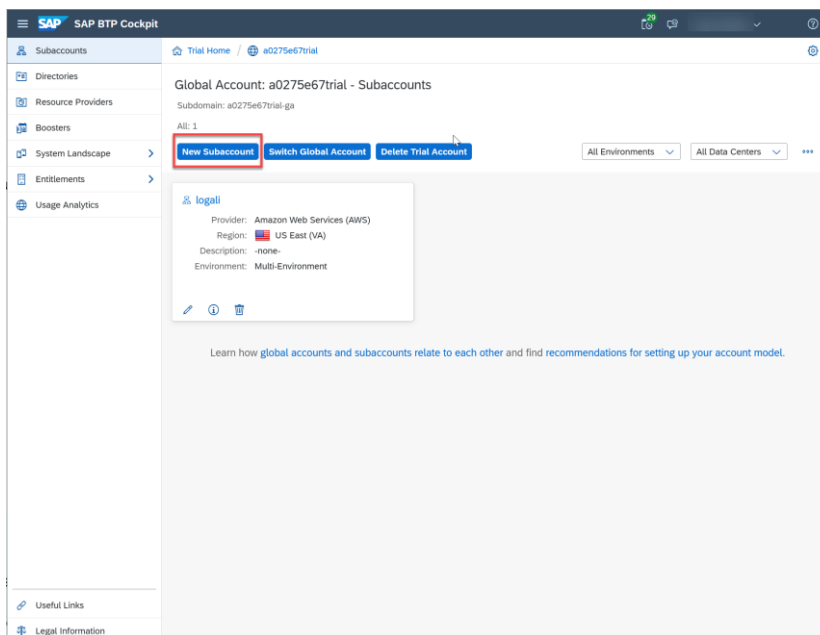 SAP SAP BTP Cockpit 29
Subaccounts
Directories
Resource Providers
Boosters
System Landscape
Entitlements
Usage Analytics
Useful Links
Legal Information
Trial Home / a0275e67trial
Global Account: a0275e67trial - Subaccounts
Subdomain: a0275e67trial-ga
All: 1
New Subaccount Switch Global Account Delete Trial Account All Environments All Data Centers
logali
Provider: Amazon Web Services (AWS)
Region: US East (VA)
Description: -none-
Environment: Multi-Environment
Learn how global accounts and subaccounts relate to each other and find recommendations for setting up your account model.